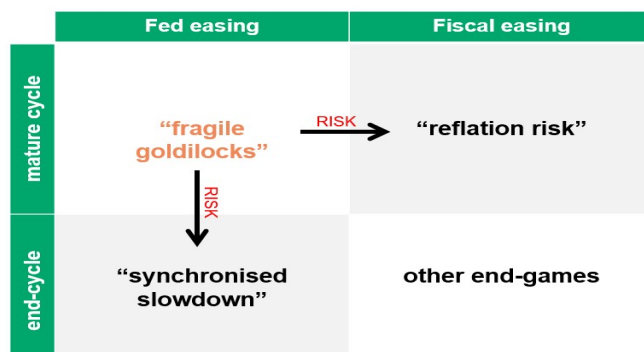 Fed easing
Fiscal easing
mature cycle
“fragile
goldilocks”
RISK
“reflation risk”
RISK
end-cycle
“synchronised
slowdown”
other end-games